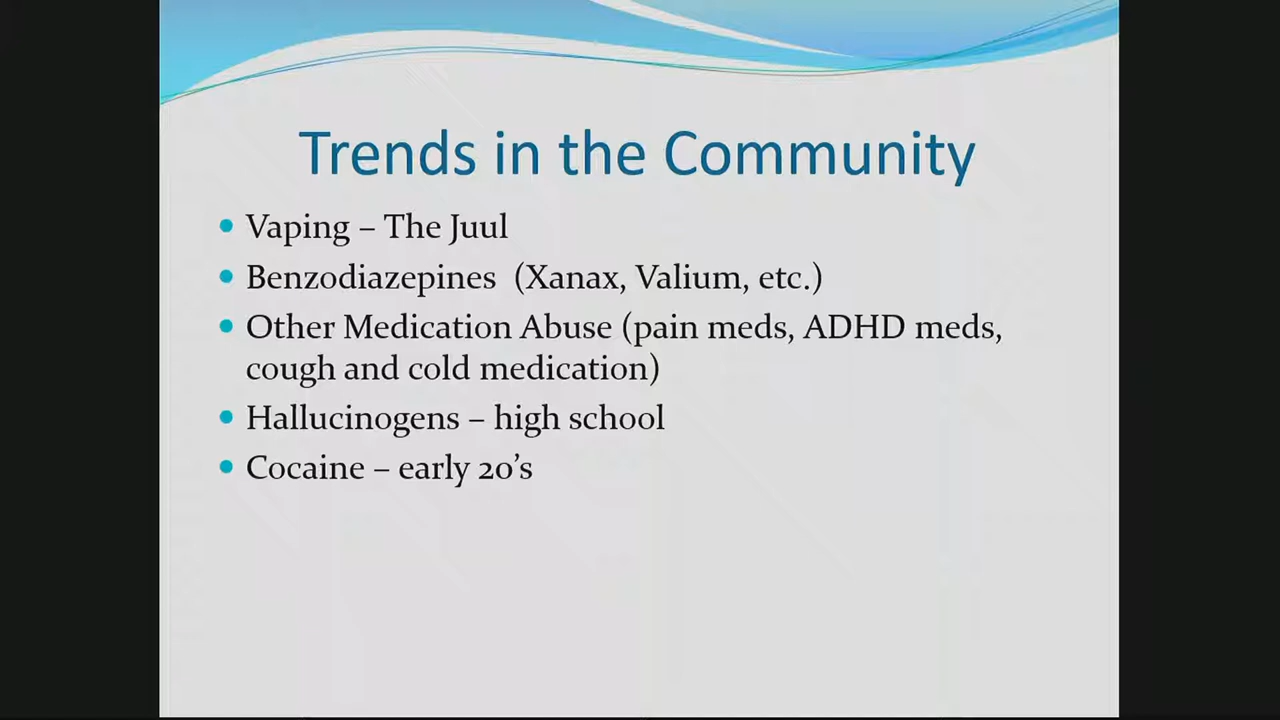 Trends in the Community
• Vaping – The Juul
• Benzodiazepines (Xanax, Valium, etc.)
• Other Medication Abuse (pain meds, ADHD meds,
cough and cold medication)
• Hallucinogens – high school
• Cocaine – early 20’s